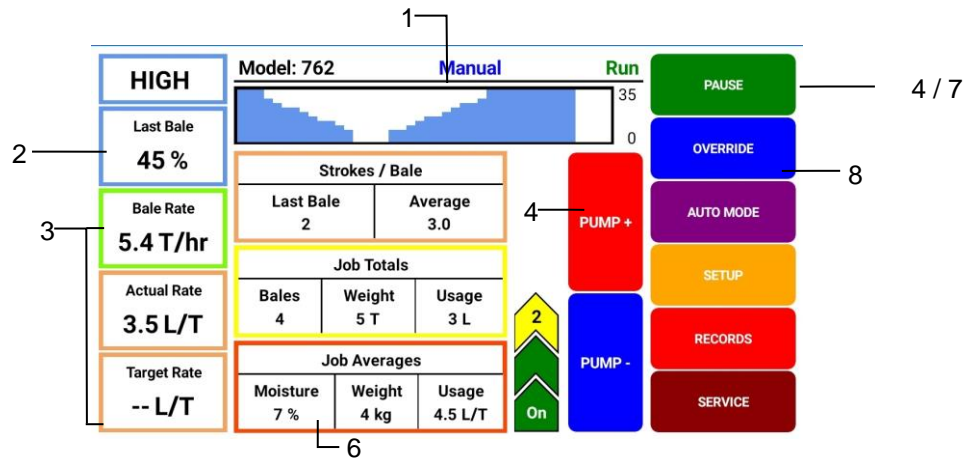 1
HIGH
Model: 762 Manual Run
35
0
2
Last Bale
45 %
3
Bale Rate
5.4 T/hr
Actual Rate
3.5 L/T
Target Rate
-- L/T
Strokes / Bale
Last Bale Average
2 3.0
Job Totals
Bales Weight Usage
4 5 T 3 L
Job Averages
Moisture Weight Usage
7 % 4 kg 4.5 L/T
6
2
On
4
PUMP +
PUMP -
PAUSE
4 / 7
OVERRIDE
8
AUTO MODE
SETUP
RECORDS
SERVICE